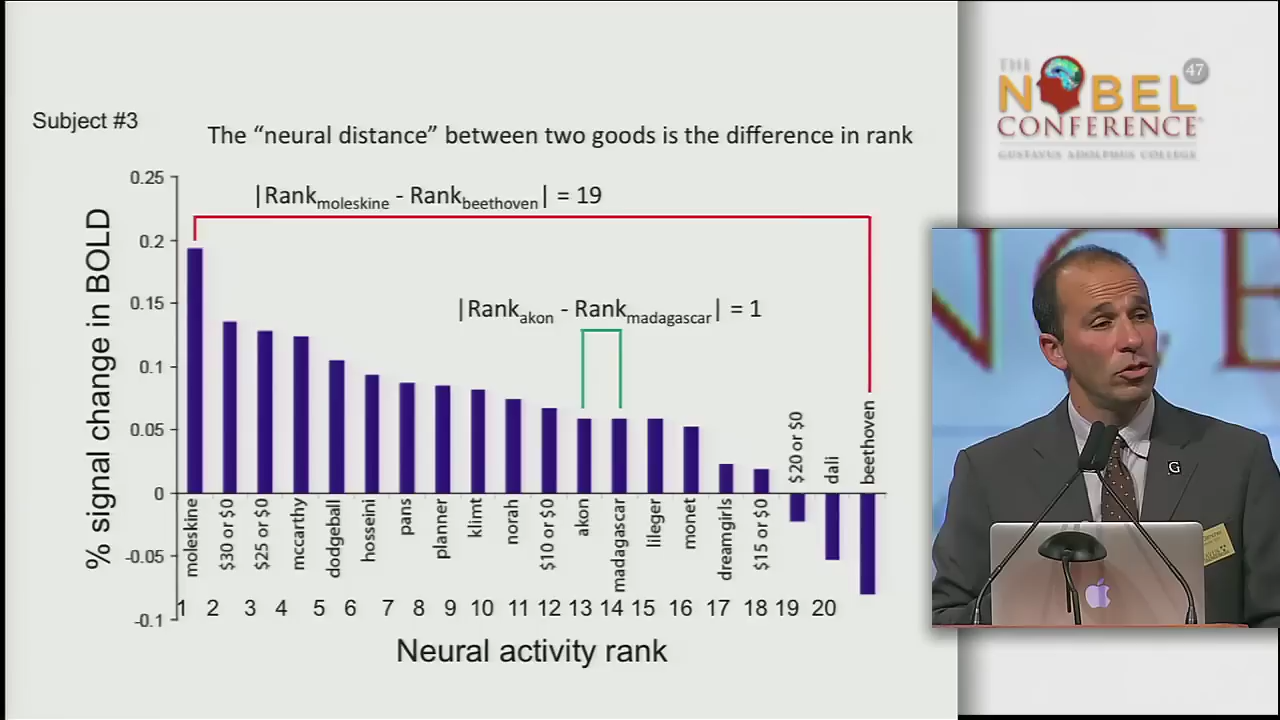 Subject #3
The “neural distance” between two goods is the difference in rank
|Rankmoleskine - Rankbeethoven| = 19
|Rankakon - Rankmadagascar| = 1
% signal change in BOLD
0.25
0.2
0.15
0.1
0.05
0
-0.05
-0.1
moleskine
$30 or $0
$25 or $0
mccarthy
dodgeball
hosseini
pans
planner
klimt
norah
$10 or $0
akon
madagascar
lileger
monet
dreamgirls
$15 or $0
$20 or $0
dali
beethoven
1 2 3 4 5 6 7 8 9 10 11 12 13 14 15 16 17 18 19 20
Neural activity rank
THE
NOBEL
47
CONFERENCE
GUSTAVUS ADOLPHUS COLLEGE
NCE
G